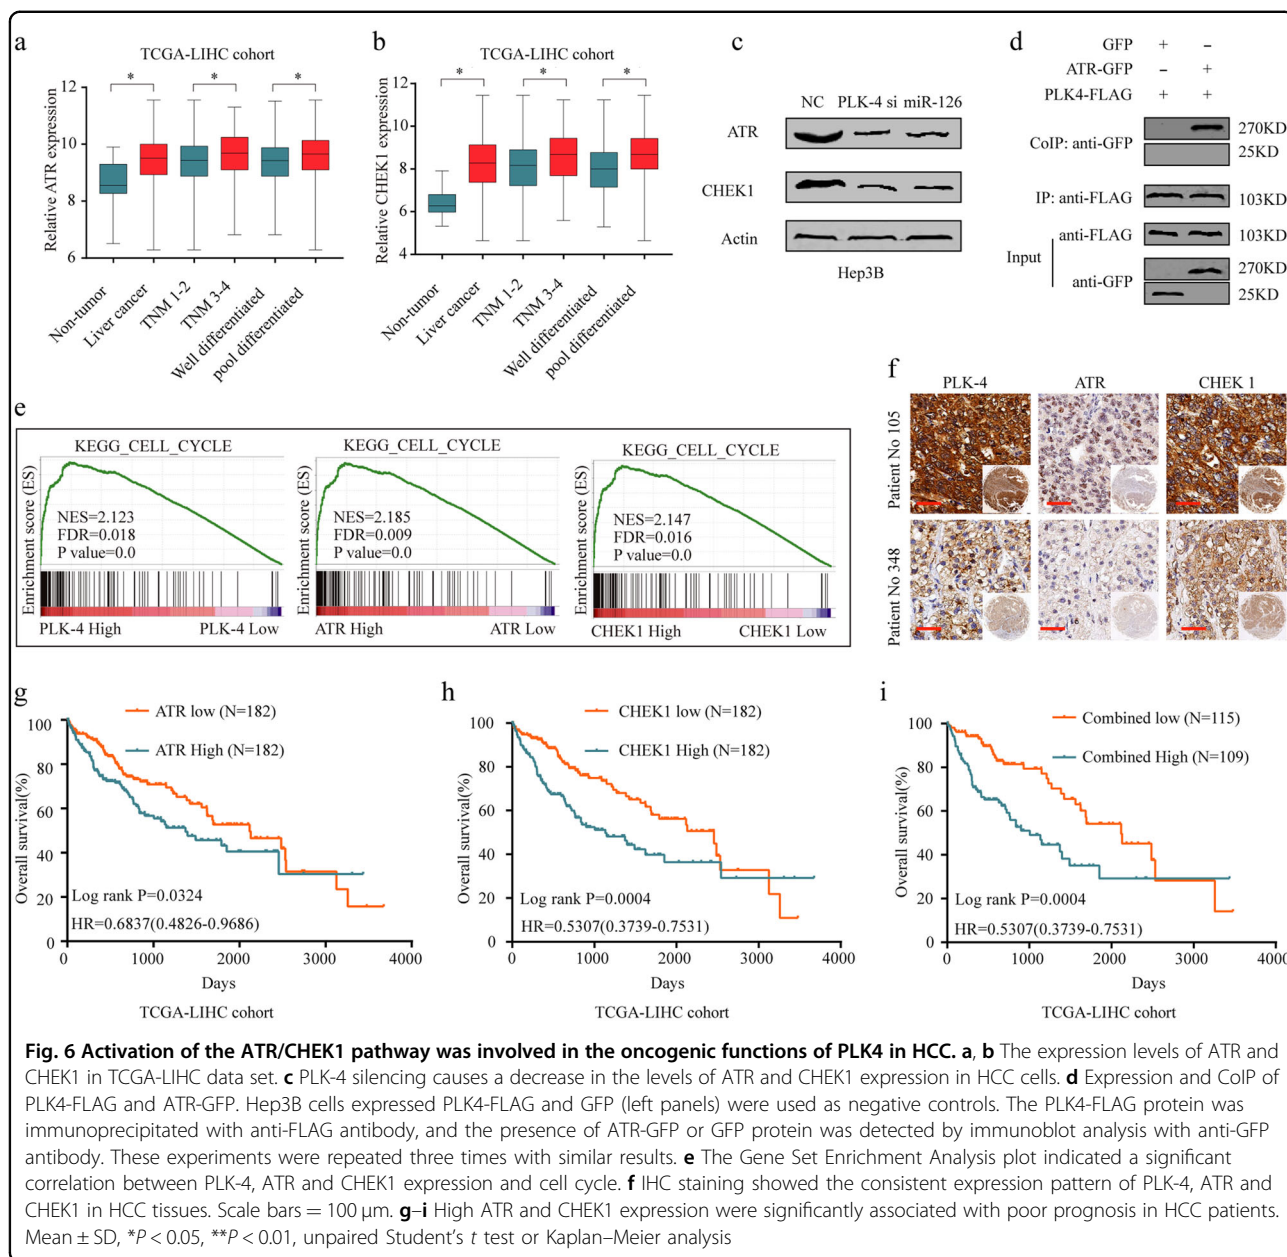 a
TCGA-LIHC cohort
Relative ATR expression
12
10
8
6
*
*
*
Non-tumor
Liver cancer
TNM 1-2
TNM 3-4
Well differentiated
pool differentiated
b
TCGA-LIHC cohort
Relative CHEK1 expression
12
10
8
6
4
*
*
*
Non-tumor
Liver cancer
TNM 1-2
TNM 3-4
Well differentiated
pool differentiated
c
NC PLK-4 si miR-126
ATR
CHEK1
Actin
Hep3B
d
GFP + –
ATR-GFP – +
PLK4-FLAG + +
CoIP: anti-GFP
270KD
25KD
IP: anti-FLAG 103KD
Input
anti-FLAG 103KD
anti-GFP
270KD
25KD
e
KEGG_CELL_CYCLE
Enrichment score (ES)
NES=2.123
FDR=0.018
P value=0.0
PLK-4 High PLK-4 Low
KEGG_CELL_CYCLE
Enrichment score (ES)
NES=2.185
FDR=0.009
P value=0.0
ATR High ATR Low
KEGG_CELL_CYCLE
Enrichment score (ES)
NES=2.147
FDR=0.016
P value=0.0
CHEK1 High CHEK1 Low
f
PLK-4 ATR CHEK 1
Patient No 105
Patient No 348
g
ATR low (N=182)
ATR High (N=182)
Overall survival(%)
100
80
60
40
20
0
Log rank P=0.0324
HR=0.6837(0.4826-0.9686)
0 1000 2000 3000 4000
Days
TCGA-LIHC cohort
h
CHEK1 low (N=182)
CHEK1 High (N=182)
Overall survival(%)
100
80
60
40
20
0
Log rank P=0.0004
HR=0.5307(0.3739-0.7531)
0 1000 2000 3000 4000
Days
TCGA-LIHC cohort
i
Combined low (N=115)
Combined High (N=109)
Overall survival(%)
100
80
60
40
20
0
Log rank P=0.0004
HR=0.5307(0.3739-0.7531)
0 1000 2000 3000 4000
Days
TCGA-LIHC cohort
Fig. 6 Activation of the ATR/CHEK1 pathway was involved in the oncogenic functions of PLK4 in HCC. a, b The expression levels of ATR and
CHEK1 in TCGA-LIHC data set. c PLK-4 silencing causes a decrease in the levels of ATR and CHEK1 expression in HCC cells. d Expression and CoIP of
PLK4-FLAG and ATR-GFP. Hep3B cells expressed PLK4-FLAG and GFP (left panels) were used as negative controls. The PLK4-FLAG protein was
immunoprecipitated with anti-FLAG antibody, and the presence of ATR-GFP or GFP protein was detected by immunoblot analysis with anti-GFP
antibody. These experiments were repeated three times with similar results. e The Gene Set Enrichment Analysis plot indicated a significant
correlation between PLK-4, ATR and CHEK1 expression and cell cycle. f IHC staining showed the consistent expression pattern of PLK-4, ATR and
CHEK1 in HCC tissues. Scale bars = 100 μm. g–i High ATR and CHEK1 expression were significantly associated with poor prognosis in HCC patients.
Mean ± SD, *P < 0.05, **P < 0.01, unpaired Student's t test or Kaplan–Meier analysis